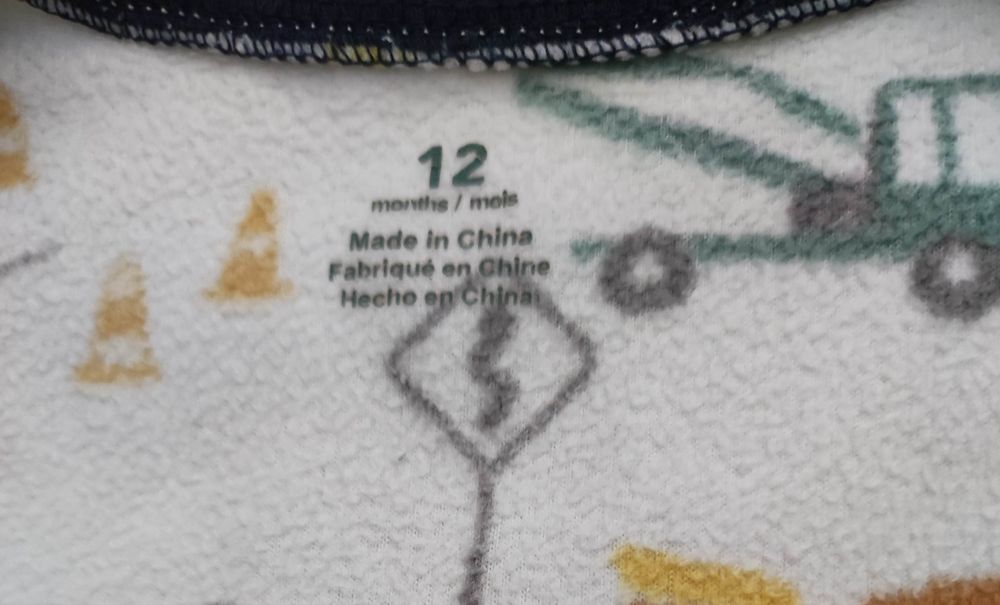 12
months / mois
Made in China
Fabriqué en Chine
Hecho en China